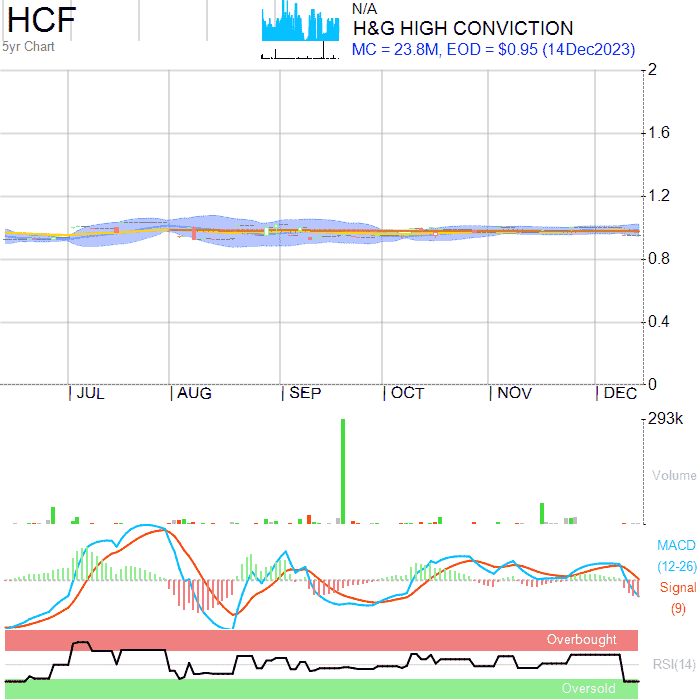 HCF
5yr Chart
N/A
H&G HIGH CONVICTION
MC = 23.8M, EOD = $0.95 (14Dec2023)
2
1.6
1.2
0.8
0.4
0
JUL
AUG
SEP
OCT
NOV
DEC
293k
Volume
MACD
(12-26)
Signal
(9)
Overbought
RSI(14)
Oversold